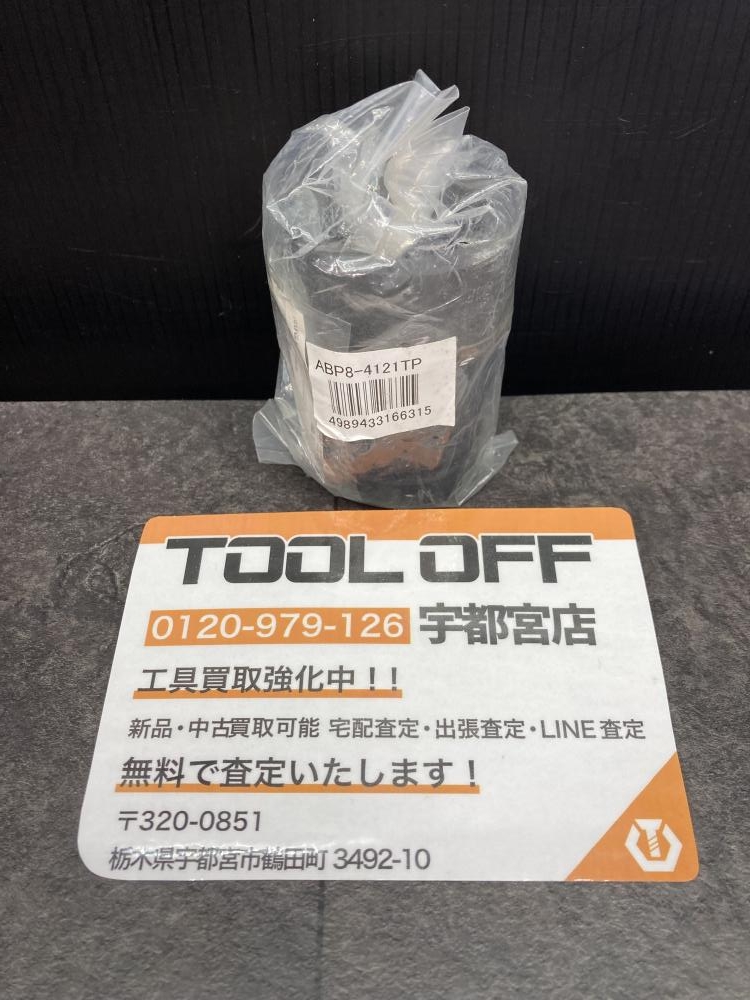 ABP8-4121TP
4989433166315
TOOL OFF
0120-979-126 宇都宮店
工具買取強化中！！
新品・中古買取可能 宅配査定・出張査定・LINE査定
無料で査定いたします！
〒320-0851
栃木県宇都宮市鶴田町 3492-10